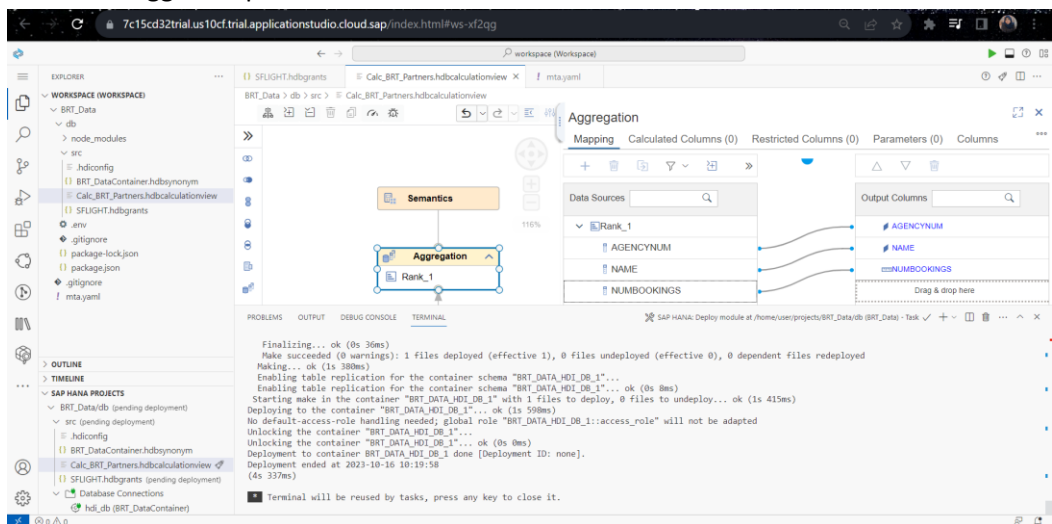 7c15cd32trial.us10cf.trial.applicationstudio.cloud.sap/index.html#ws-xf2qg
workspace (Workspace)
EXPLORER
WORKSPACE (WORKSPACE)
BRT_Data
db
node_modules
src
.hdiconfig
BRT_DataContainer.hdbsynonym
Calc_BRT_Partners.hdbcalculationview
SFLIGHT.hdbgrants
.env
.gitignore
package-lock.json
package.json
.gitignore
mta.yaml
OUTLINE
TIMELINE
SAP HANA PROJECTS
BRT_Data/db (pending deployment)
src (pending deployment)
.hdiconfig
BRT_DataContainer.hdbsynonym
Calc_BRT_Partners.hdbcalculationview
SFLIGHT.hdbgrants (pending deployment)
Database Connections
hdi_db (BRT_DataContainer)
SFLIGHT.hdbgrants Calc_BRT_Partners.hdbcalculationview mta.yaml
BRT_Data > db > src > Calc_BRT_Partners.hdbcalculationview
116%
Semantics
Aggregation
Rank_1
Aggregation
Mapping Calculated Columns (0) Restricted Columns (0) Parameters (0) Columns
Data Sources Output Columns
Rank_1 AGENCYNUM
AGENCYNUM NAME
NAME NUMBOOKINGS
NUMBOOKINGS Drag & drop here
PROBLEMS OUTPUT DEBUG CONSOLE TERMINAL SAP HANA: Deploy module at /home/user/projects/BRT_Data/db (BRT_Data) - Task
Finalizing... ok (0s 36ms)
Make succeeded (0 warnings): 1 files deployed (effective 1), 0 files undeployed (effective 0), 0 dependent files redeployed
Making... ok (1s 380ms)
Enabling table replication for the container schema "BRT_DATA_HDI_DB_1"...
Enabling table replication for the container schema "BRT_DATA_HDI_DB_1"... ok (0s 8ms)
Starting make in the container "BRT_DATA_HDI_DB_1" with 1 files to deploy, 0 files to undeploy... ok (1s 415ms)
Deploying to the container "BRT_DATA_HDI_DB_1"... ok (1s 598ms)
No default-access-role handling needed; global role "BRT_DATA_HDI_DB_1::access_role" will not be adapted
Unlocking the container "BRT_DATA_HDI_DB_1"...
Unlocking the container "BRT_DATA_HDI_DB_1"... ok (0s 0ms)
Deployment to container BRT_DATA_HDI_DB_1 done [Deployment ID: none].
Deployment ended at 2023-10-16 10:19:58
(4s 337ms)
Terminal will be reused by tasks, press any key to close it.